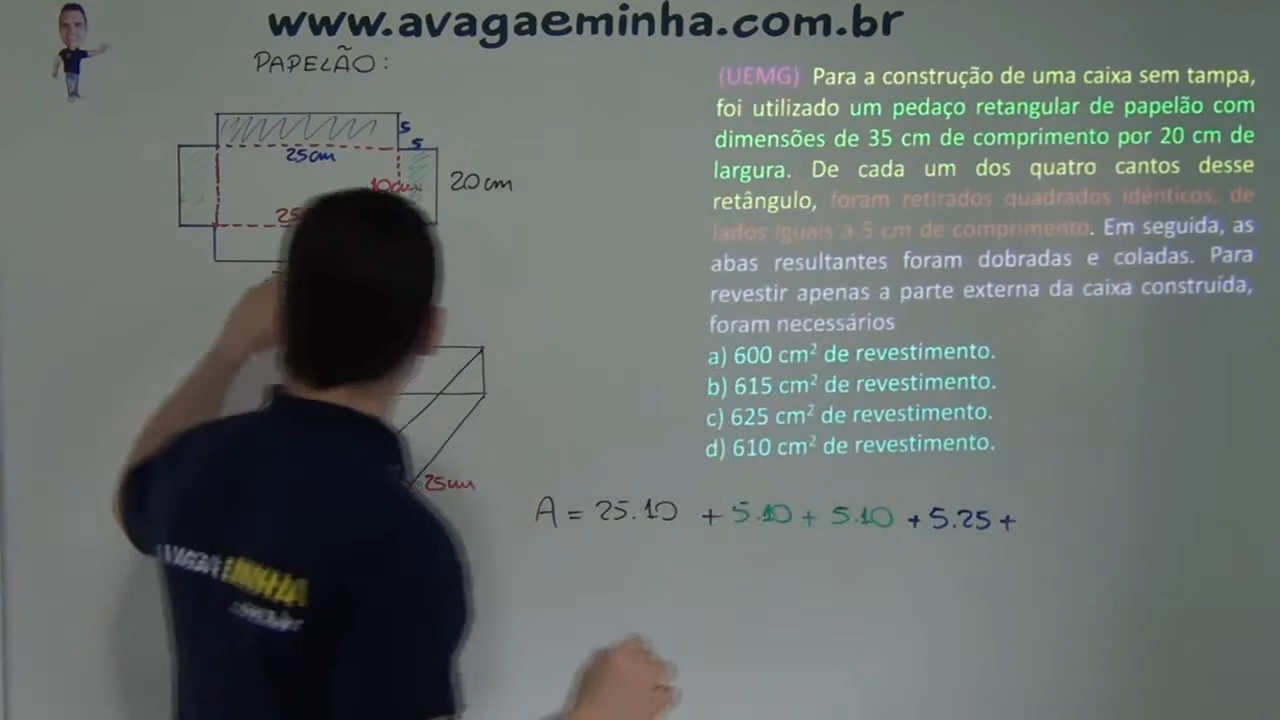 www.avagaeminha.com.br
PAPELÃO:
5
5
25cm
20cm
25cm
A = 25.10 + 5.10 + 5.10 + 5.25 +
(UEMG) Para a construção de uma caixa sem tampa,
foi utilizado um pedaço retangular de papelão com
dimensões de 35 cm de comprimento por 20 cm de
largura. De cada um dos quatro cantos desse
retângulo, foram retirados quadrados idênticos, de
lados iguais a 5 cm de comprimento. Em seguida, as
abas resultantes foram dobradas e coladas. Para
revestir apenas a parte externa da caixa construída,
foram necessários
a) 600 cm² de revestimento.
b) 615 cm² de revestimento.
c) 625 cm² de revestimento.
d) 610 cm² de revestimento.